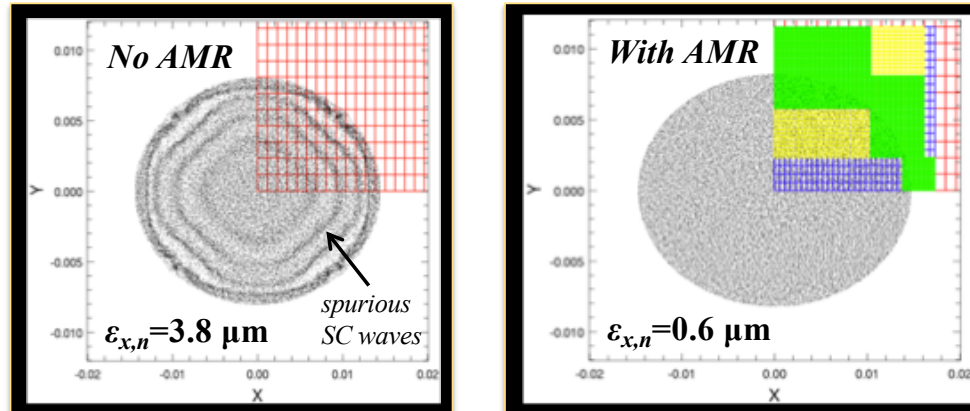 No AMR
0.010
0.005
0.000
-0.005
-0.010
Y
spurious
SC waves
εx,n=3.8 μm
-0.02
-0.01
0.00
0.01
0.02
X
With AMR
0.010
0.005
0.000
-0.005
-0.010
Y
εx,n=0.6 μm
-0.02
-0.01
0.00
0.01
0.02
X